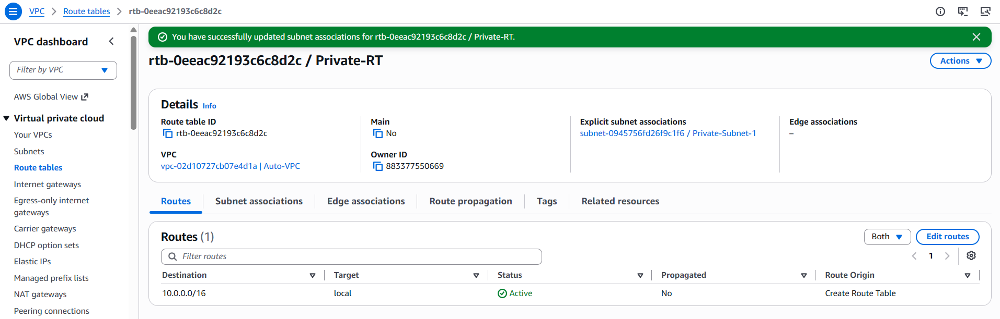 VPC > Route tables > rtb-0eeac92193c6c8d2c
VPC dashboard
Filter by VPC
AWS Global View
Virtual private cloud
Your VPCs
Subnets
Route tables
Internet gateways
Egress-only internet
gateways
Carrier gateways
DHCP option sets
Elastic IPs
Managed prefix lists
NAT gateways
Peering connections
You have successfully updated subnet associations for rtb-0eeac92193c6c8d2c / Private-RT.
rtb-0eeac92193c6c8d2c / Private-RT
Actions
Details Info
Route table ID
rtb-0eeac92193c6c8d2c
Main
No
Explicit subnet associations
subnet-0945756fd26f9c1f6 / Private-Subnet-1
Edge associations
–
VPC
vpc-02d10727cb07e4d1a | Auto-VPC
Owner ID
883377550669
Routes Subnet associations Edge associations Route propagation Tags Related resources
Routes (1)
Both Edit routes
Filter routes
1
Destination Target Status Propagated Route Origin
10.0.0.0/16 local Active No Create Route Table